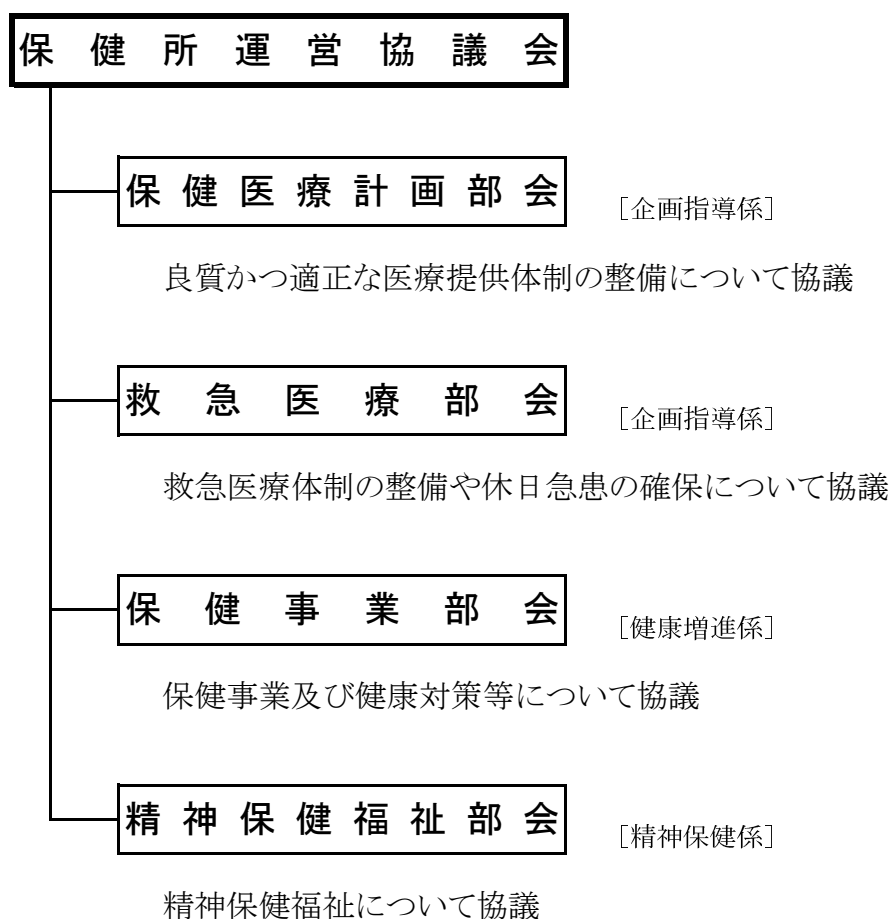 保健所運営協議会
保健医療計画部会 ［企画指導係］
良質かつ適正な医療提供体制の整備について協議
救急医療部会 ［企画指導係］
救急医療体制の整備や休日急患の確保について協議
保健事業部会 ［健康増進係］
保健事業及び健康対策等について協議
精神保健福祉部会 ［精神保健係］
精神保健福祉について協議